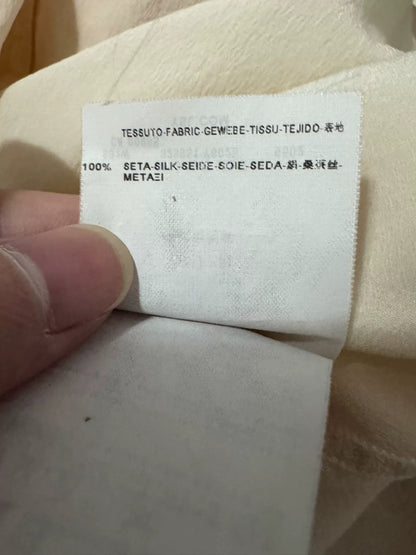 TESSUTO-FABRIC-GEWEBE-TISSU-TEJIDO-表地
100% SETA-SILK-SEIDE-SOIE-SEDA-絹-桑蚕丝-
METAΞI